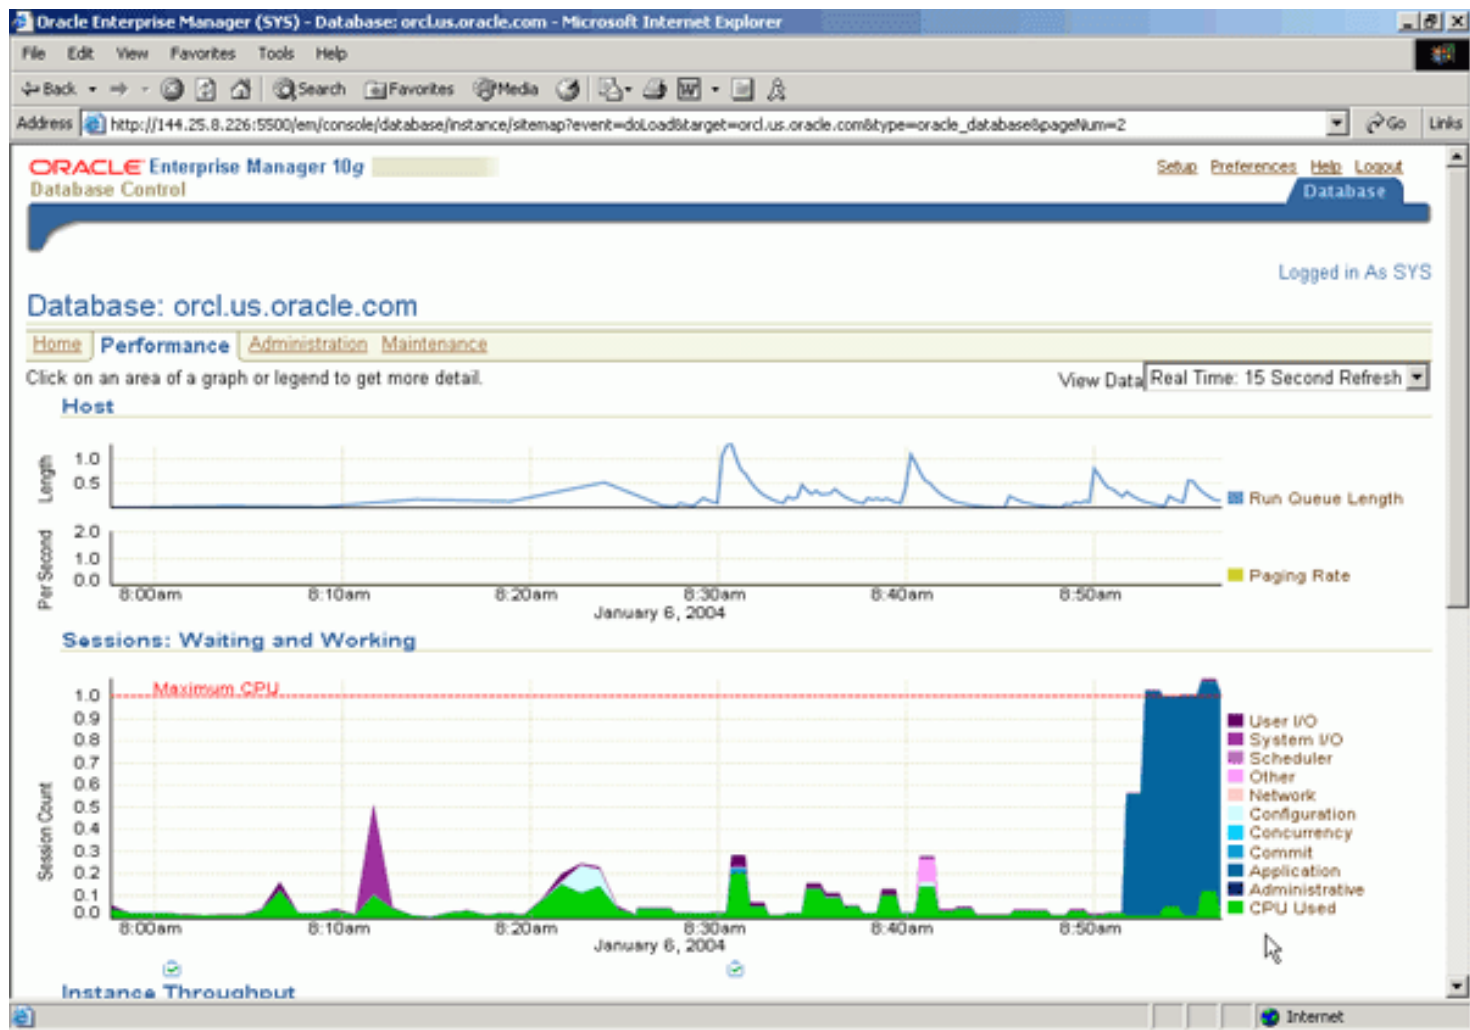 Oracle Enterprise Manager (SYS) - Database: orcl.us.oracle.com - Microsoft Internet Explorer
File Edit View Favorites Tools Help
Back Search Favorites Media
Address http://144.25.8.226:5500/em/console/database/instance/sitemap?event=doLoad&target=orcl.us.oracle.com&type=oracle_database&pageNum=2 Go Links
ORACLE Enterprise Manager 10g
Setup Preferences Help Logout
Database Control
Database
Logged in As SYS
Database: orcl.us.oracle.com
Home Performance Administration Maintenance
Click on an area of a graph or legend to get more detail.
View Data Real Time: 15 Second Refresh
Host
Length
1.0
0.5
Run Queue Length
Per Second
2.0
1.0
0.0
Paging Rate
8:00am 8:10am 8:20am 8:30am 8:40am 8:50am
January 6, 2004
Sessions: Waiting and Working
Session Count
Maximum CPU
1.0
0.9
0.8
0.7
0.6
0.5
0.4
0.3
0.2
0.1
0.0
User I/O
System I/O
Scheduler
Other
Network
Configuration
Concurrency
Commit
Application
Administrative
CPU Used
8:00am 8:10am 8:20am 8:30am 8:40am 8:50am
January 6, 2004
Instance Throughput
Internet